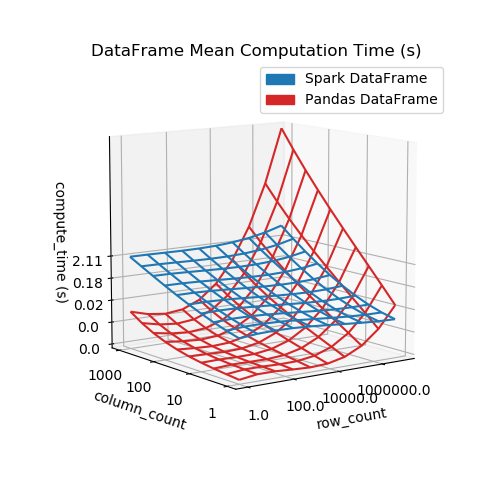 DataFrame Mean Computation Time (s)
Spark DataFrame
Pandas DataFrame
compute_time (s)
2.11
0.18
0.02
0.0
0.0
1000
100
10
1
column_count
1.0
100.0
10000.0
1000000.0
row_count